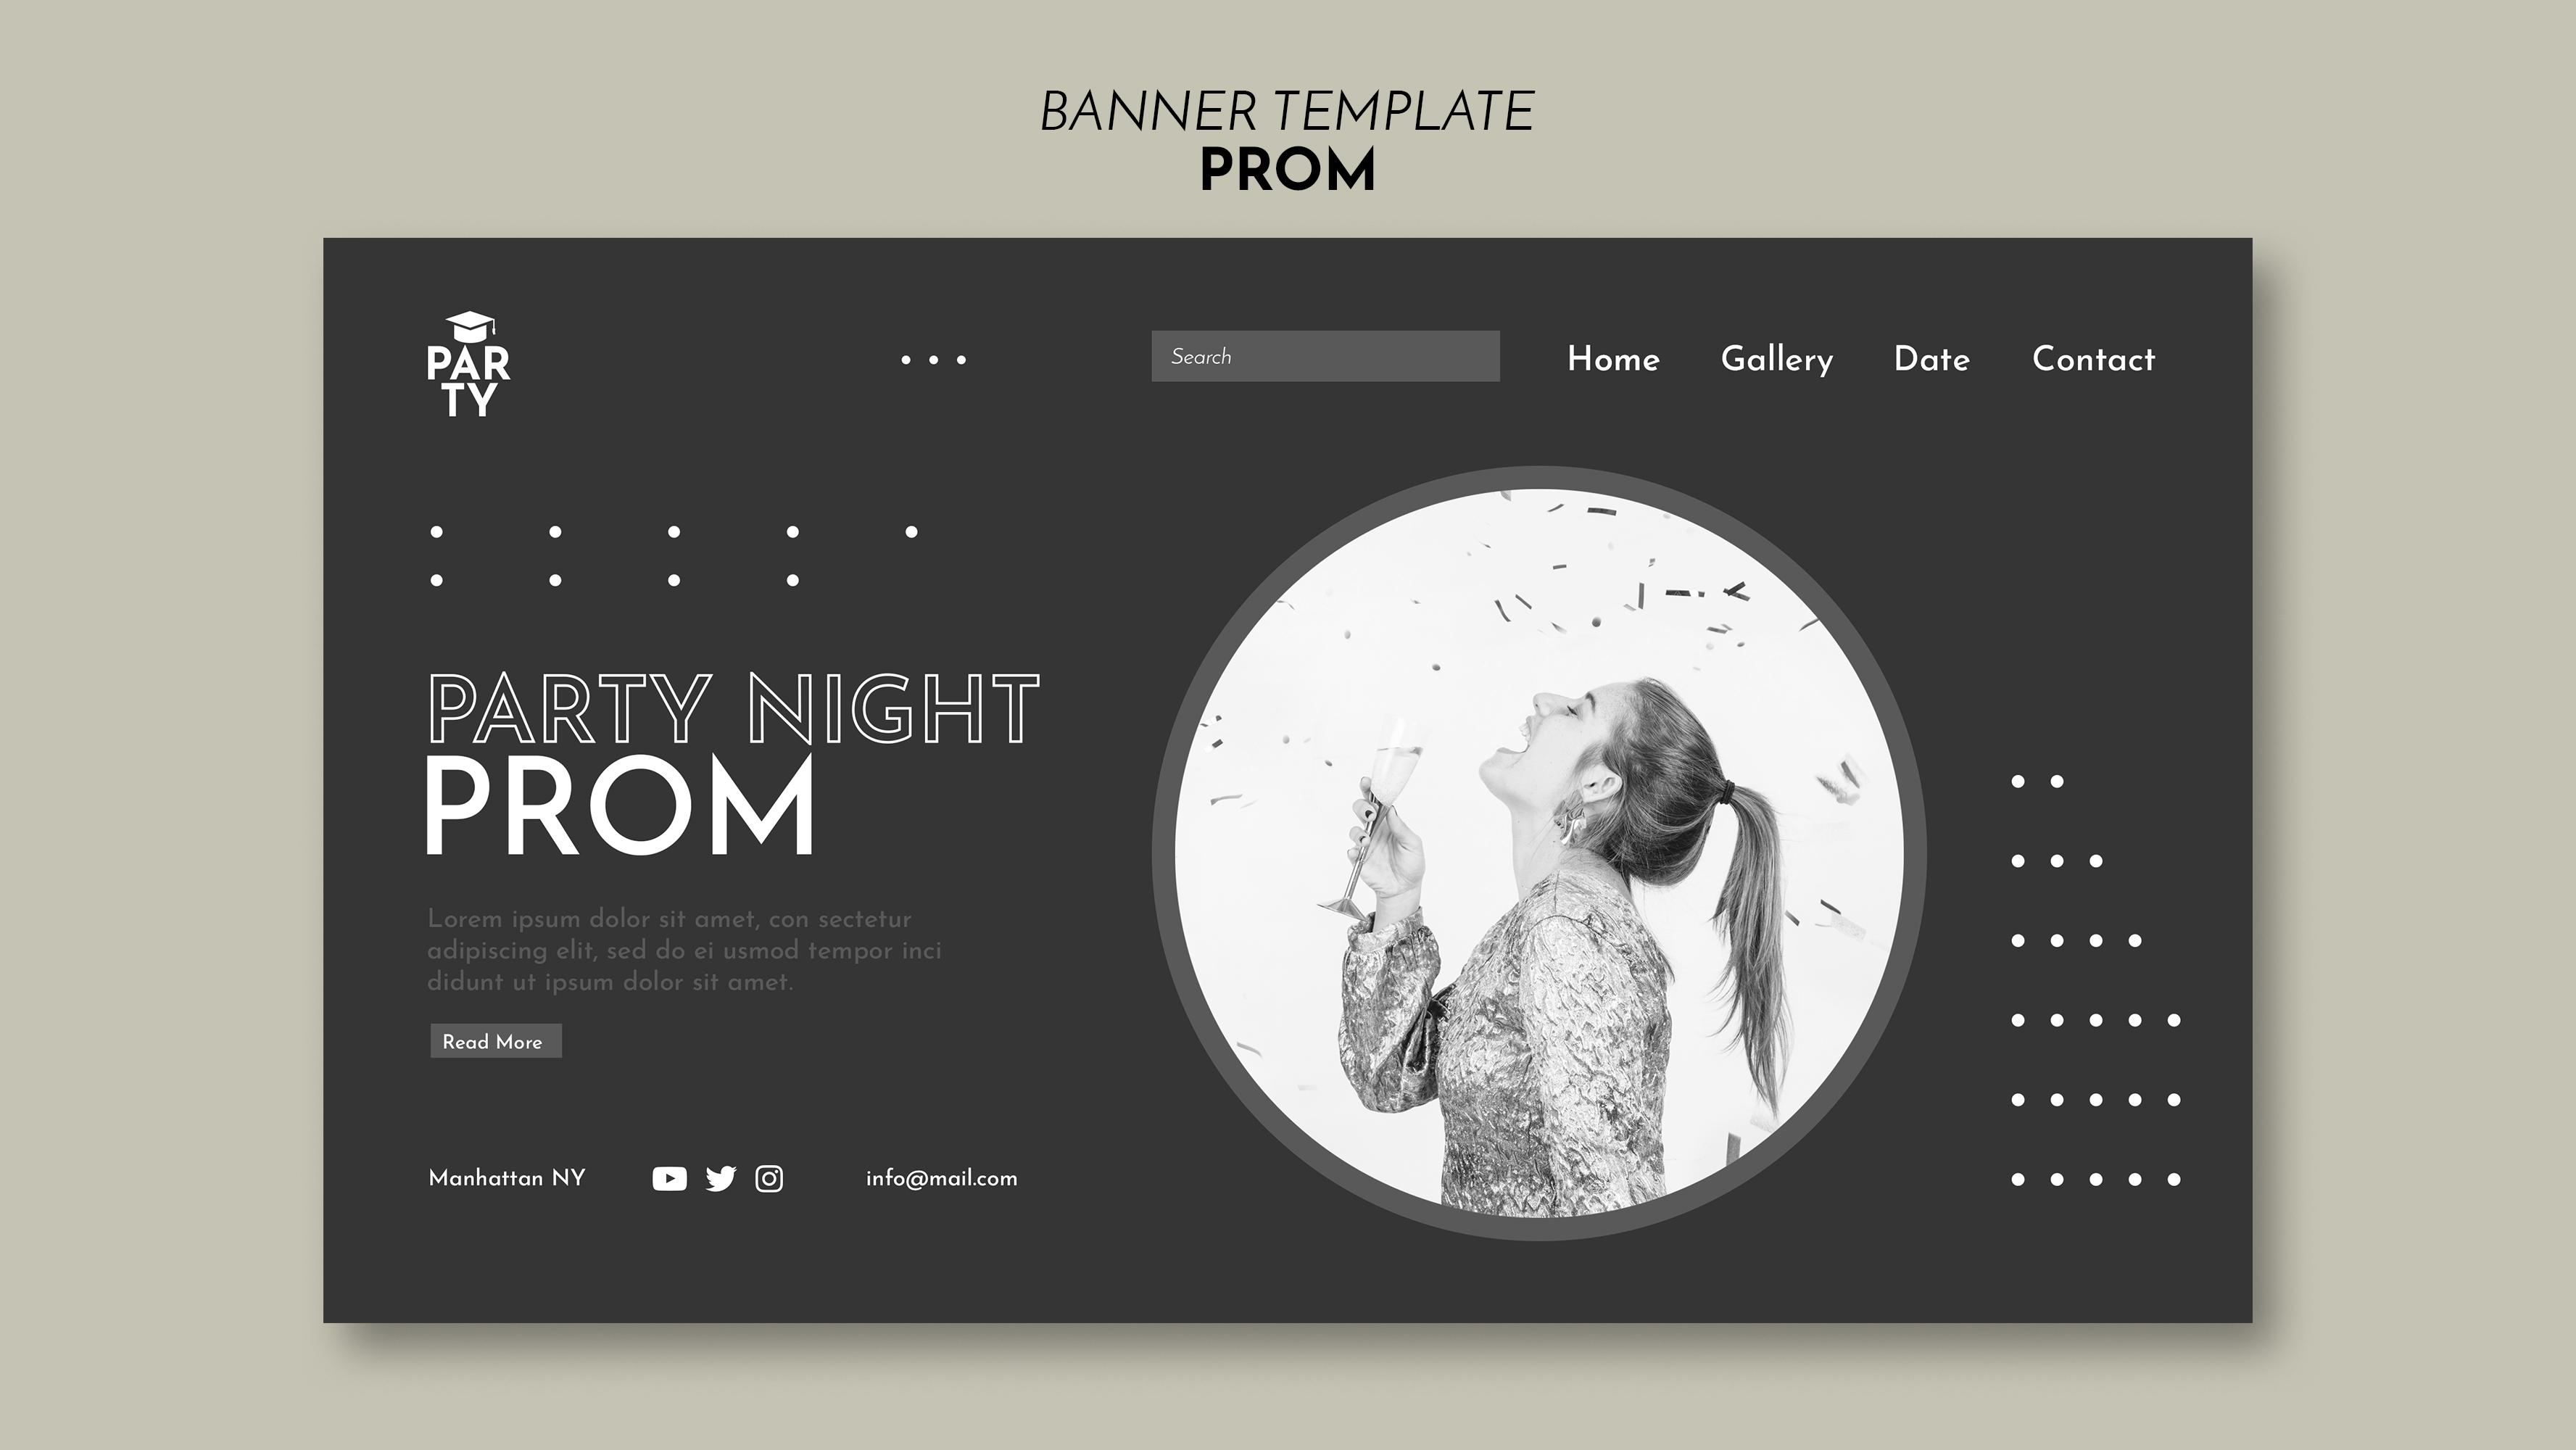 BANNER TEMPLATE
PROM
PAR
TY
Search
Home Gallery Date Contact
PARTY NIGHT
PROM
Lorem ipsum dolor sit amet, con sectetur
adipiscing elit, sed do ei usmod tempor inci
didunt ut ipsum dolor sit amet.
Read More
Manhattan NY
info@mail.com